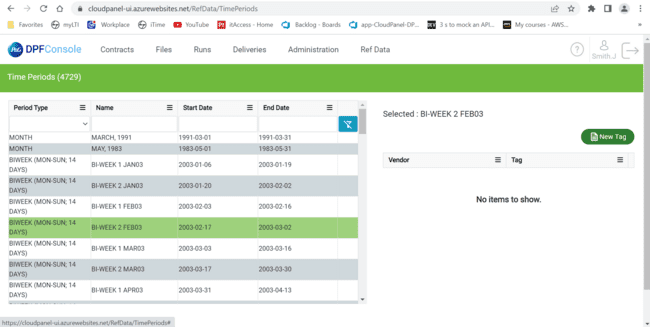 cloudpanel-ui.azurewebsites.net/RefData/TimePeriods
Favorites myLTI Workplace iTime YouTube itAccess - Home Backlog - Boards app-CloudPanel-DP... 3 s to mock an API... My courses - AWS...
P&G DPFConsole Contracts Files Runs Deliveries Administration Ref Data ? Smith.J
Time Periods (4729)
Selected : BI-WEEK 2 FEB03
New Tag
Vendor Tag
No items to show.
Period Type Name Start Date End Date
MONTH MARCH, 1991 1991-03-01 1991-03-31
MONTH MAY, 1983 1983-05-01 1983-05-31
BIWEEK (MON-SUN; 14 DAYS) BI-WEEK 1 JAN03 2003-01-06 2003-01-19
BIWEEK (MON-SUN; 14 DAYS) BI-WEEK 2 JAN03 2003-01-20 2003-02-02
BIWEEK (MON-SUN; 14 DAYS) BI-WEEK 1 FEB03 2003-02-03 2003-02-16
BIWEEK (MON-SUN; 14 DAYS) BI-WEEK 2 FEB03 2003-02-17 2003-03-02
BIWEEK (MON-SUN; 14 DAYS) BI-WEEK 1 MAR03 2003-03-03 2003-03-16
BIWEEK (MON-SUN; 14 DAYS) BI-WEEK 2 MAR03 2003-03-17 2003-03-30
BIWEEK (MON-SUN; 14 DAYS) BI-WEEK 1 APR03 2003-03-31 2003-04-13
https://cloudpanel-ui.azurewebsites.net/RefData/TimePeriods#